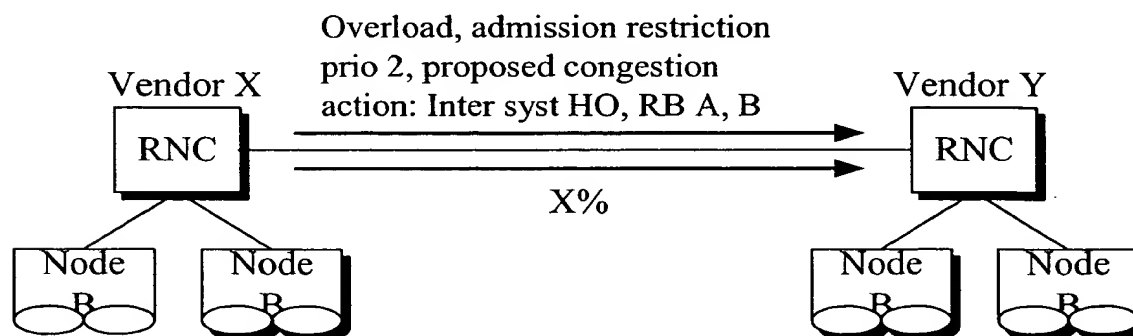 Overload, admission restriction
prio 2, proposed congestion
action: Inter syst HO, RB A, B
Vendor X
Vendor Y
RNC
RNC
X%
Node
B
Node
B
Node
B
Node
B